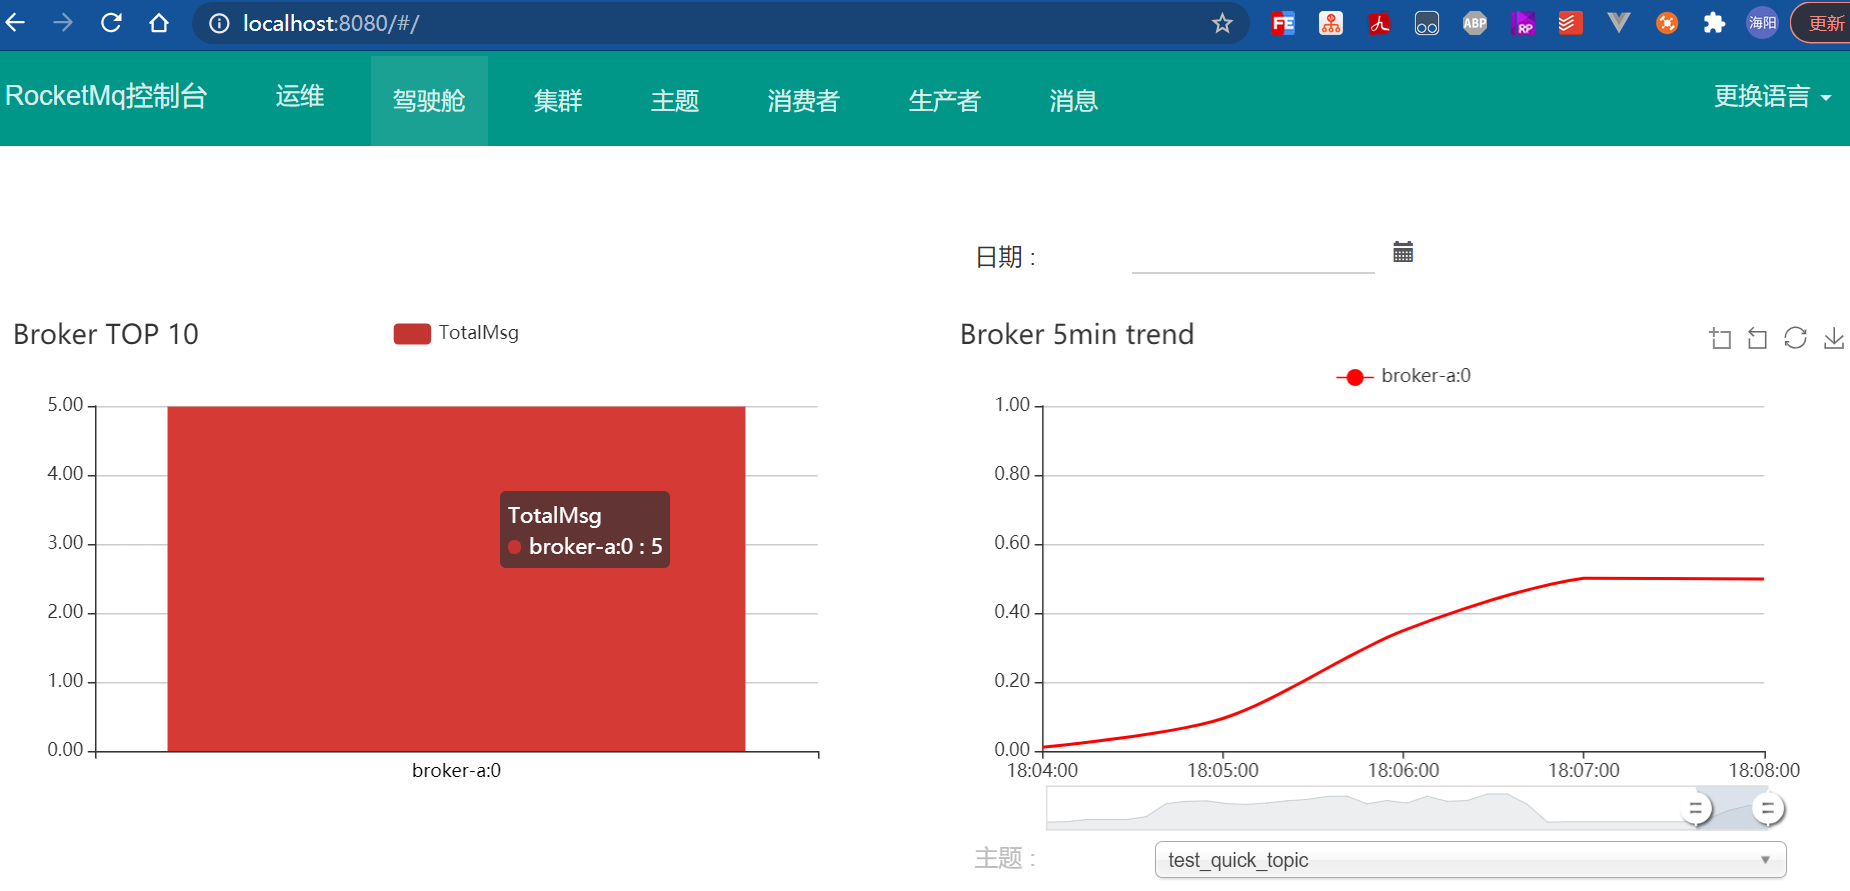 localhost:8080/#/
FE
ABP
RP
海阳
更新
RocketMq控制台
运维
驾驶舱
集群
主题
消费者
生产者
消息
更换语言
日期 :
Broker TOP 10
TotalMsg
5.00
4.00
3.00
2.00
1.00
0.00
TotalMsg
broker-a:0 : 5
broker-a:0
Broker 5min trend
broker-a:0
1.00
0.80
0.60
0.40
0.20
0.00
18:04:00
18:05:00
18:06:00
18:07:00
18:08:00
主题 :
test_quick_topic